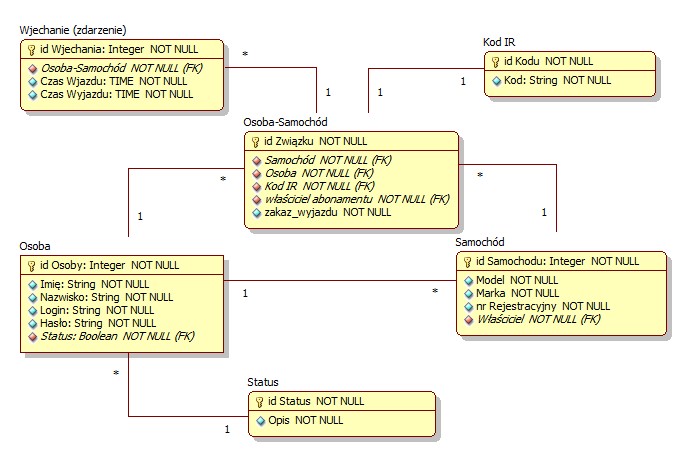 Wjechanie (zdarzenie)
id Wjechania: Integer NOT NULL
Osoba-Samochód NOT NULL (FK)
Czas Wjazdu: TIME NOT NULL
Czas Wyjazdu: TIME NOT NULL
*
1
Kod IR
id Kodu NOT NULL
Kod: String NOT NULL
1
1
Osoba-Samochód
id Związku NOT NULL
Samochód NOT NULL (FK)
Osoba NOT NULL (FK)
Kod IR NOT NULL (FK)
właściciel abonamentu NOT NULL (FK)
zakaz_wyjazdu NOT NULL
*
1
*
1
Osoba
id Osoby: Integer NOT NULL
Imię: String NOT NULL
Nazwisko: String NOT NULL
Login: String NOT NULL
Hasło: String NOT NULL
Status: Boolean NOT NULL (FK)
1
*
Samochód
id Samochodu: Integer NOT NULL
Model NOT NULL
Marka NOT NULL
nr Rejestracyjny NOT NULL
Właściciel NOT NULL (FK)
*
1
Status
id Status NOT NULL
Opis NOT NULL